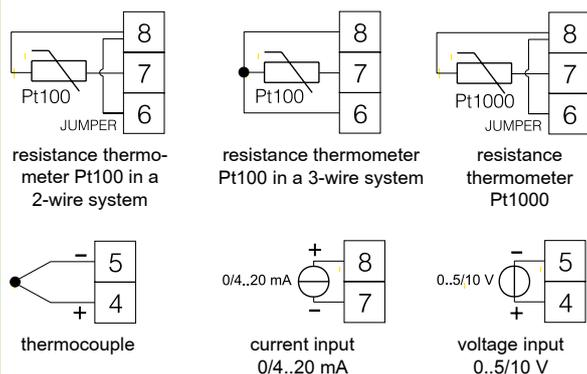 8
7
6
Pt100
JUMPER
resistance thermo-
meter Pt100 in a
2-wire system
8
7
6
Pt100
resistance thermometer
Pt100 in a 3-wire system
8
7
6
Pt1000
JUMPER
resistance
thermometer
Pt1000
5
4
-
+
thermocouple
+
8
0/4..20 mA
7
-
current input
0/4..20 mA
-
5
0..5/10 V
4
+
voltage input
0..5/10 V